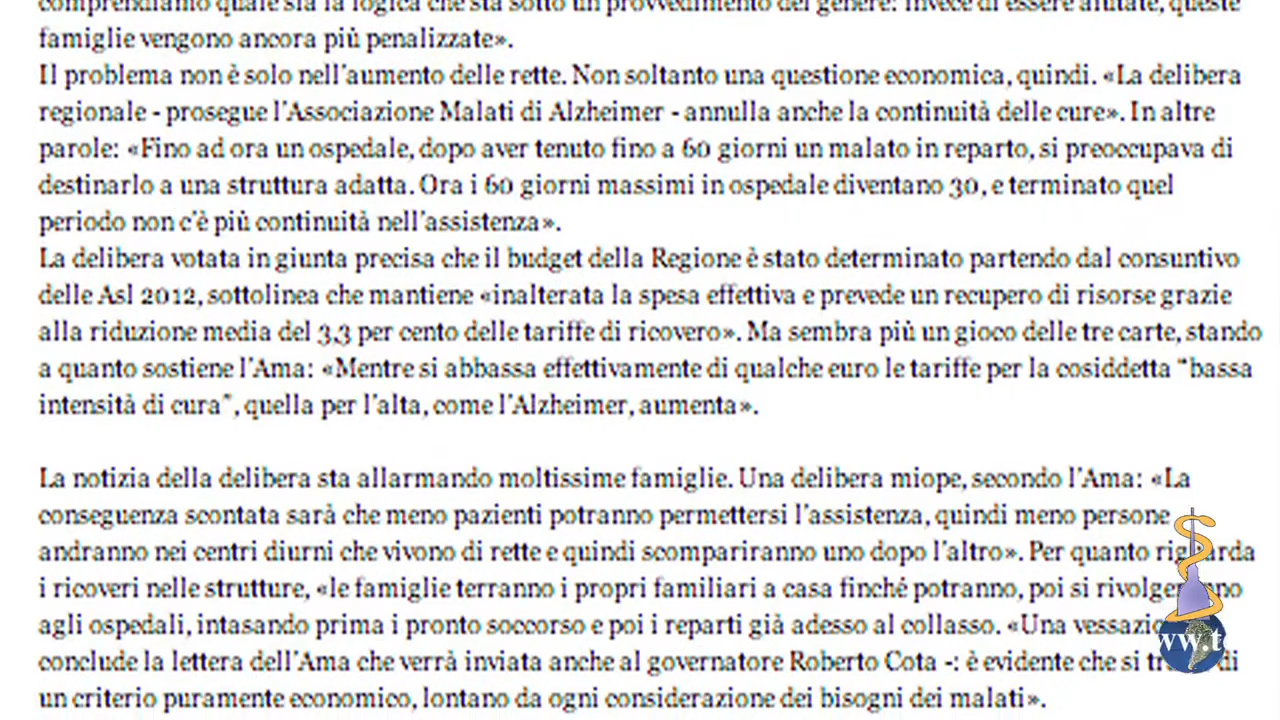 comprendiamo quale sia la logica che sta sotto un provvedimento del genere: invece di essere aiutate, queste
famiglie vengono ancora più penalizzate».
Il problema non è solo nell'aumento delle rette. Non soltanto una questione economica, quindi. «La delibera
regionale - prosegue l'Associazione Malati di Alzheimer - annulla anche la continuità delle cure». In altre
parole: «Fino ad ora un ospedale, dopo aver tenuto fino a 60 giorni un malato in reparto, si preoccupava di
destinarlo a una struttura adatta. Ora i 60 giorni massimi in ospedale diventano 30, e terminato quel
periodo non c'è più continuità nell'assistenza».
La delibera votata in giunta precisa che il budget della Regione è stato determinato partendo dal consuntivo
delle Asl 2012, sottolinea che mantiene «inalterata la spesa effettiva e prevede un recupero di risorse grazie
alla riduzione media del 3,3 per cento delle tariffe di ricovero». Ma sembra più un gioco delle tre carte, stando
a quanto sostiene l'Ama: «Mentre si abbassa effettivamente di qualche euro le tariffe per la cosiddetta "bassa
intensità di cura", quella per l'alta, come l'Alzheimer, aumenta».
La notizia della delibera sta allarmando moltissime famiglie. Una delibera miope, secondo l'Ama: «La
conseguenza scontata sarà che meno pazienti potranno permettersi l'assistenza, quindi meno persone
andranno nei centri diurni che vivono di rette e quindi scompariranno uno dopo l'altro». Per quanto
i ricoveri nelle strutture, «le famiglie terranno i propri familiari a casa finché potranno, poi si
agli ospedali, intasando prima i pronto soccorso e poi i reparti già adesso al collasso. «Una
conclude la lettera dell'Ama che verrà inviata anche al governatore Roberto Cota -: è evidente che si di
un criterio puramente economico, lontano da ogni considerazione dei bisogni dei malati».